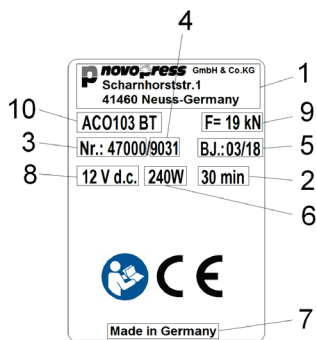 4
novopress GmbH & Co.KG
Scharnhorststr.1
41460 Neuss-Germany
1
10
ACO103 BT
F= 19 kN
9
3
Nr.: 47000/9031
BJ.:03/18
5
8
12 V d.c.
240W
30 min
2
6
CE
7
Made in Germany